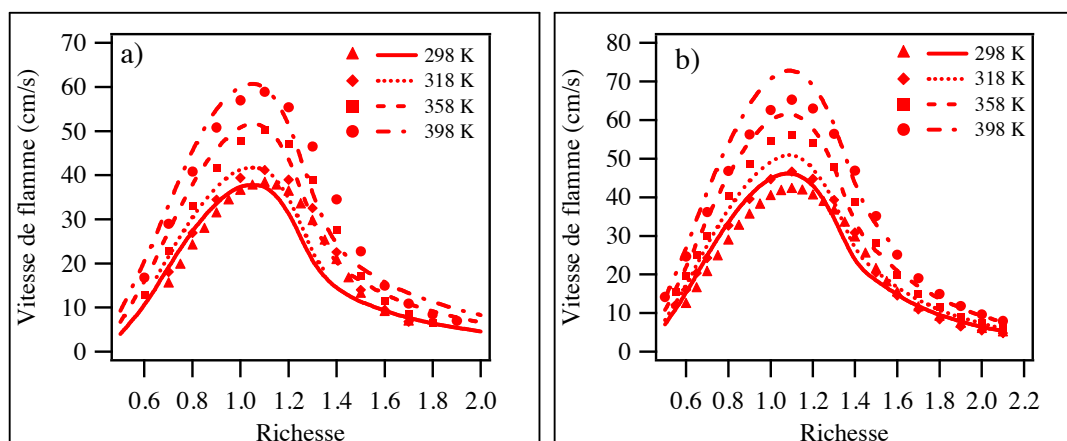 a)
Vitesse de flamme (cm/s)
70
60
50
40
30
20
10
0
298 K
318 K
358 K
398 K
0.6 0.8 1.0 1.2 1.4 1.6 1.8 2.0
Richesse
b)
Vitesse de flamme (cm/s)
80
70
60
50
40
30
20
10
0
298 K
318 K
358 K
398 K
0.6 0.8 1.0 1.2 1.4 1.6 1.8 2.0 2.2
Richesse